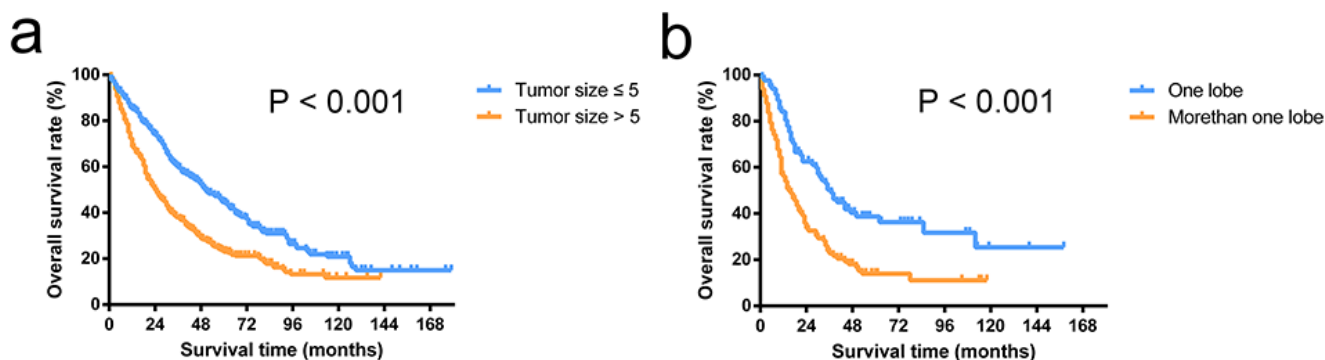 a
Overall survival rate (%)
100
80
60
40
20
0
0 24 48 72 96 120 144 168
Survival time (months)
P < 0.001
Tumor size ≤ 5
Tumor size > 5
b
Overall survival rate (%)
100
80
60
40
20
0
0 24 48 72 96 120 144 168
Survival time (months)
P < 0.001
One lobe
Morethan one lobe